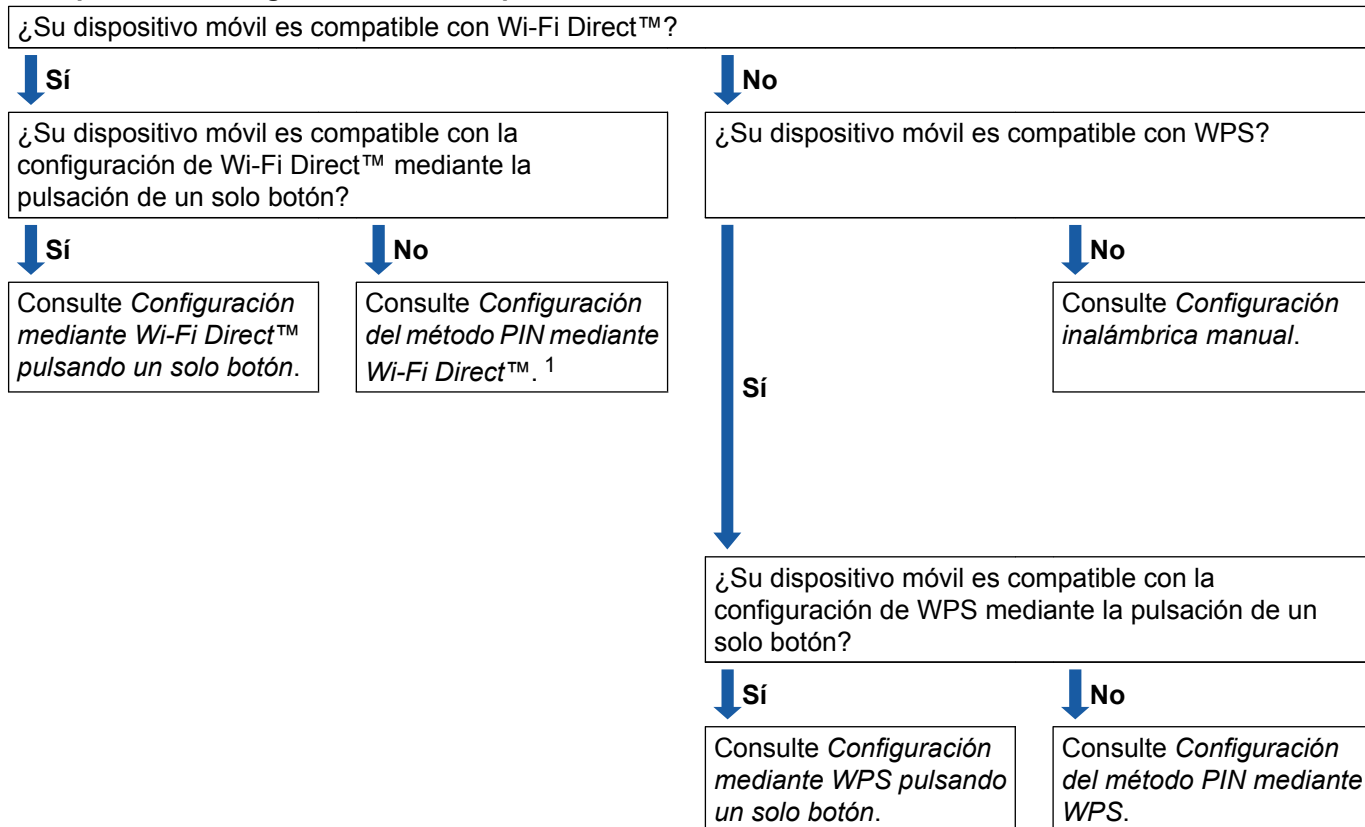 ¿Su dispositivo móvil es compatible con Wi-Fi Direct™?
Sí
No
¿Su dispositivo móvil es compatible con la
configuración de Wi-Fi Direct™ mediante la
pulsación de un solo botón?
¿Su dispositivo móvil es compatible con WPS?
Sí
No
No
Consulte Configuración
mediante Wi-Fi Direct™
pulsando un solo botón.
Consulte Configuración
del método PIN mediante
Wi-Fi Direct™. 1
Consulte Configuración
inalámbrica manual.
Sí
¿Su dispositivo móvil es compatible con la
configuración de WPS mediante la pulsación de un
solo botón?
Sí
No
Consulte Configuración
mediante WPS pulsando
un solo botón.
Consulte Configuración
del método PIN mediante
WPS.